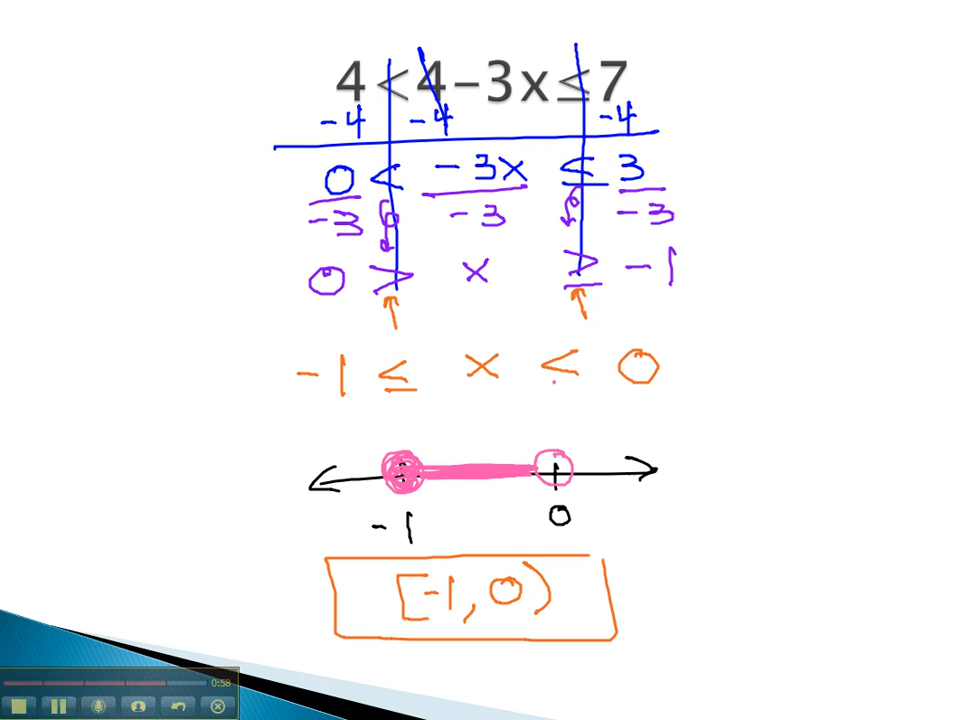 4<4-3x≤7
-4 -4 -4
0 < -3x ≤ 3
-3 -3 -3
0 > x ≥ -1
-1 ≤ x < 0
-1 0
[-1, 0)
0:58